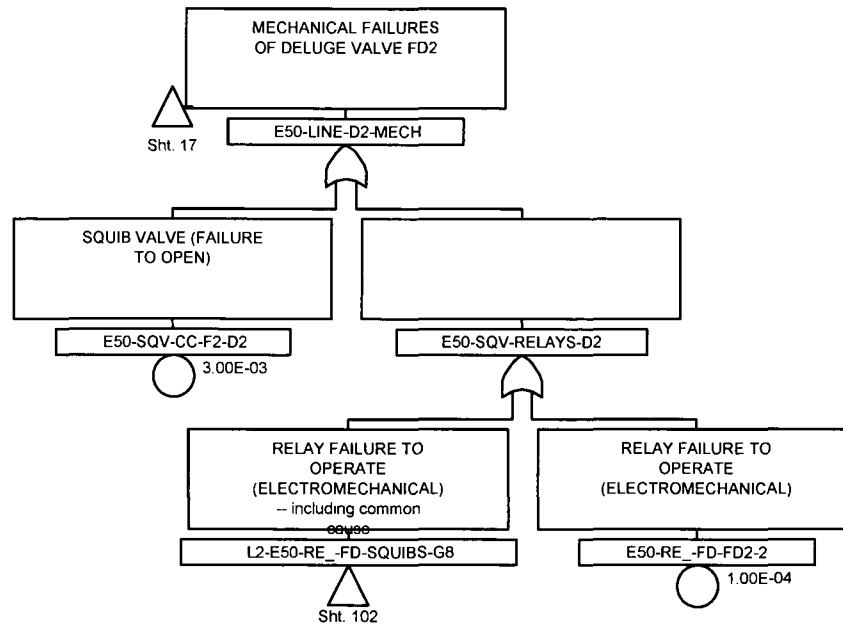 MECHANICAL FAILURES
OF DELUGE VALVE FD2
Sht. 17
E50-LINE-D2-MECH
SQUIB VALVE (FAILURE
TO OPEN)
E50-SQV-CC-F2-D2
3.00E-03
E50-SQV-RELAYS-D2
RELAY FAILURE TO
OPERATE
(ELECTROMECHANICAL)
-- including common
cause
L2-E50-RE_-FD-SQUIBS-G8
Sht. 102
RELAY FAILURE TO
OPERATE
(ELECTROMECHANICAL)
E50-RE_-FD-FD2-2
1.00E-04